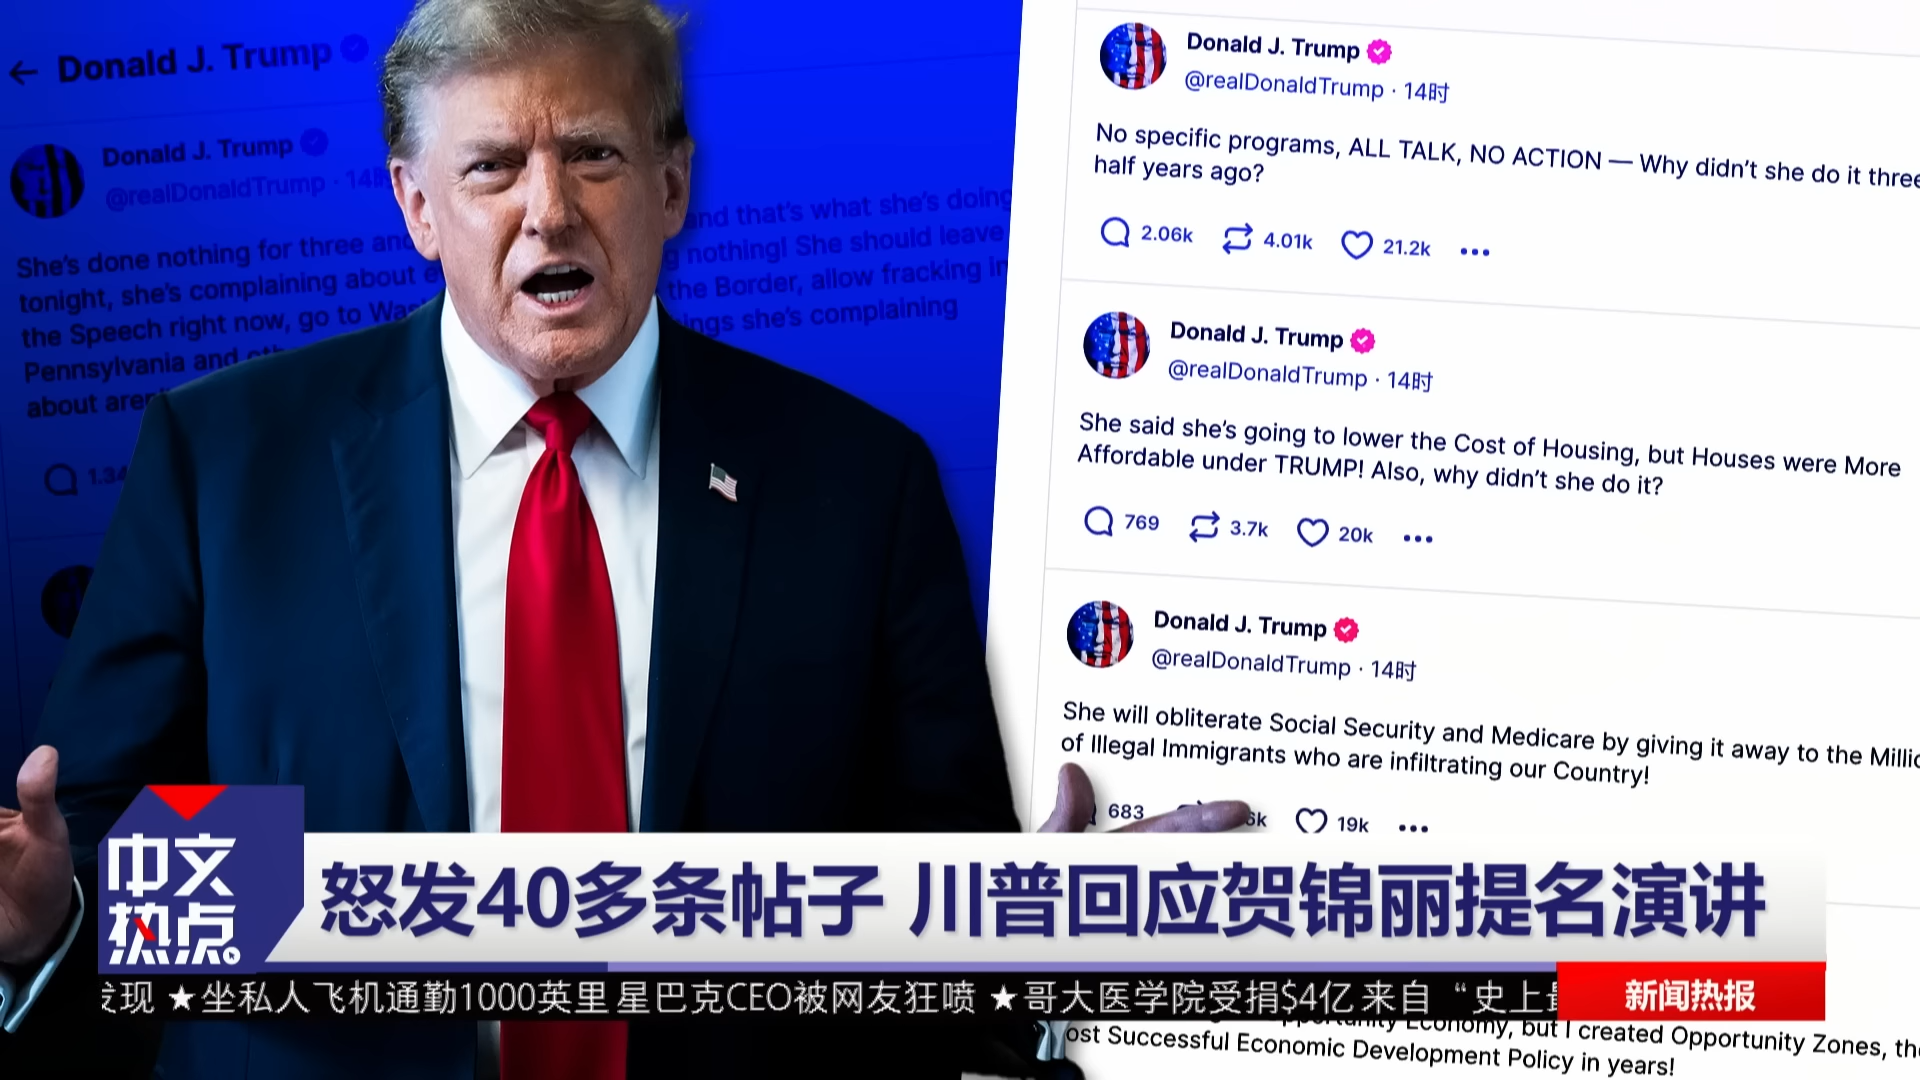 Donald J. Trump
Donald J. Trump
@realDonaldTrump · 14
She's done nothing for three and
and that's what she's doing
tonight, she's complaining about
nothing! She should leave
the Speech right now, go to
the Border, allow fracking in
Pennsylvania and
she's complaining
about
Donald J. Trump
@realDonaldTrump · 14时
No specific programs, ALL TALK, NO ACTION — Why didn't she do it three
half years ago?
2.06k 4.01k 21.2k
Donald J. Trump
@realDonaldTrump · 14时
She said she's going to lower the Cost of Housing, but Houses were More
Affordable under TRUMP! Also, why didn't she do it?
769 3.7k 20k
Donald J. Trump
@realDonaldTrump · 14时
She will obliterate Social Security and Medicare by giving it away to the
of Illegal Immigrants who are infiltrating our Country!
683 19k
中文
热点
怒发40多条帖子 川普回应贺锦丽提名演讲
现 ★坐私人飞机通勤1000英里 星巴克CEO被网友狂喷 ★哥大医学院受捐$4亿 来自 “史上
新闻热报
Economy, but I created Opportunity Zones,
Successful Economic Development Policy in years!